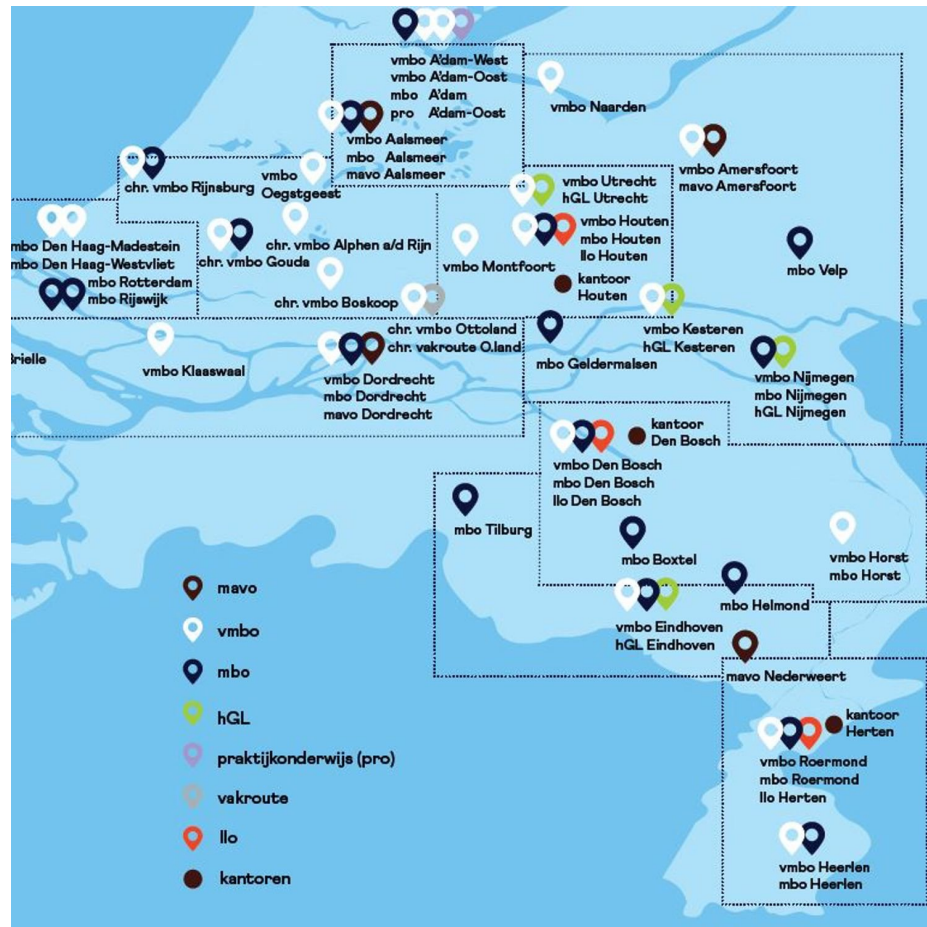 vmbo A'dam-West
vmbo A'dam-Oost
mbo A'dam
pro A'dam-Oost
vmbo Naarden
vmbo Aalsmeer
mbo Aalsmeer
mavo Aalsmeer
vmbo Amersfoort
mavo Amersfoort
chr. vmbo Rijnsburg
vmbo
Oegstgeest
vmbo Utrecht
hGL Utrecht
mbo Den Haag-Madestein
mbo Den Haag-Westvliet
mbo Rotterdam
mbo Rijswijk
chr. vmbo Gouda
chr. vmbo Alphen a/d Rijn
vmbo Montfoort
vmbo Houten
mbo Houten
llo Houten
kantoor
Houten
mbo Velp
chr. vmbo Boskoop
chr. vmbo Ottoland
chr. vakroute O.land
vmbo Kesteren
hGL Kesteren
Brielle
vmbo Klaaswaal
vmbo Dordrecht
mbo Dordrecht
mavo Dordrecht
mbo Geldermalsen
vmbo Nijmegen
mbo Nijmegen
hGL Nijmegen
kantoor
Den Bosch
vmbo Den Bosch
mbo Den Bosch
llo Den Bosch
mbo Tilburg
mbo Boxtel
vmbo Horst
mbo Horst
mbo Helmond
vmbo Eindhoven
hGL Eindhoven
mavo Nederweert
kantoor
Herten
vmbo Roermond
mbo Roermond
llo Herten
vmbo Heerlen
mbo Heerlen
mavo
vmbo
mbo
hGL
praktijkonderwijs (pro)
vakroute
llo
kantoren